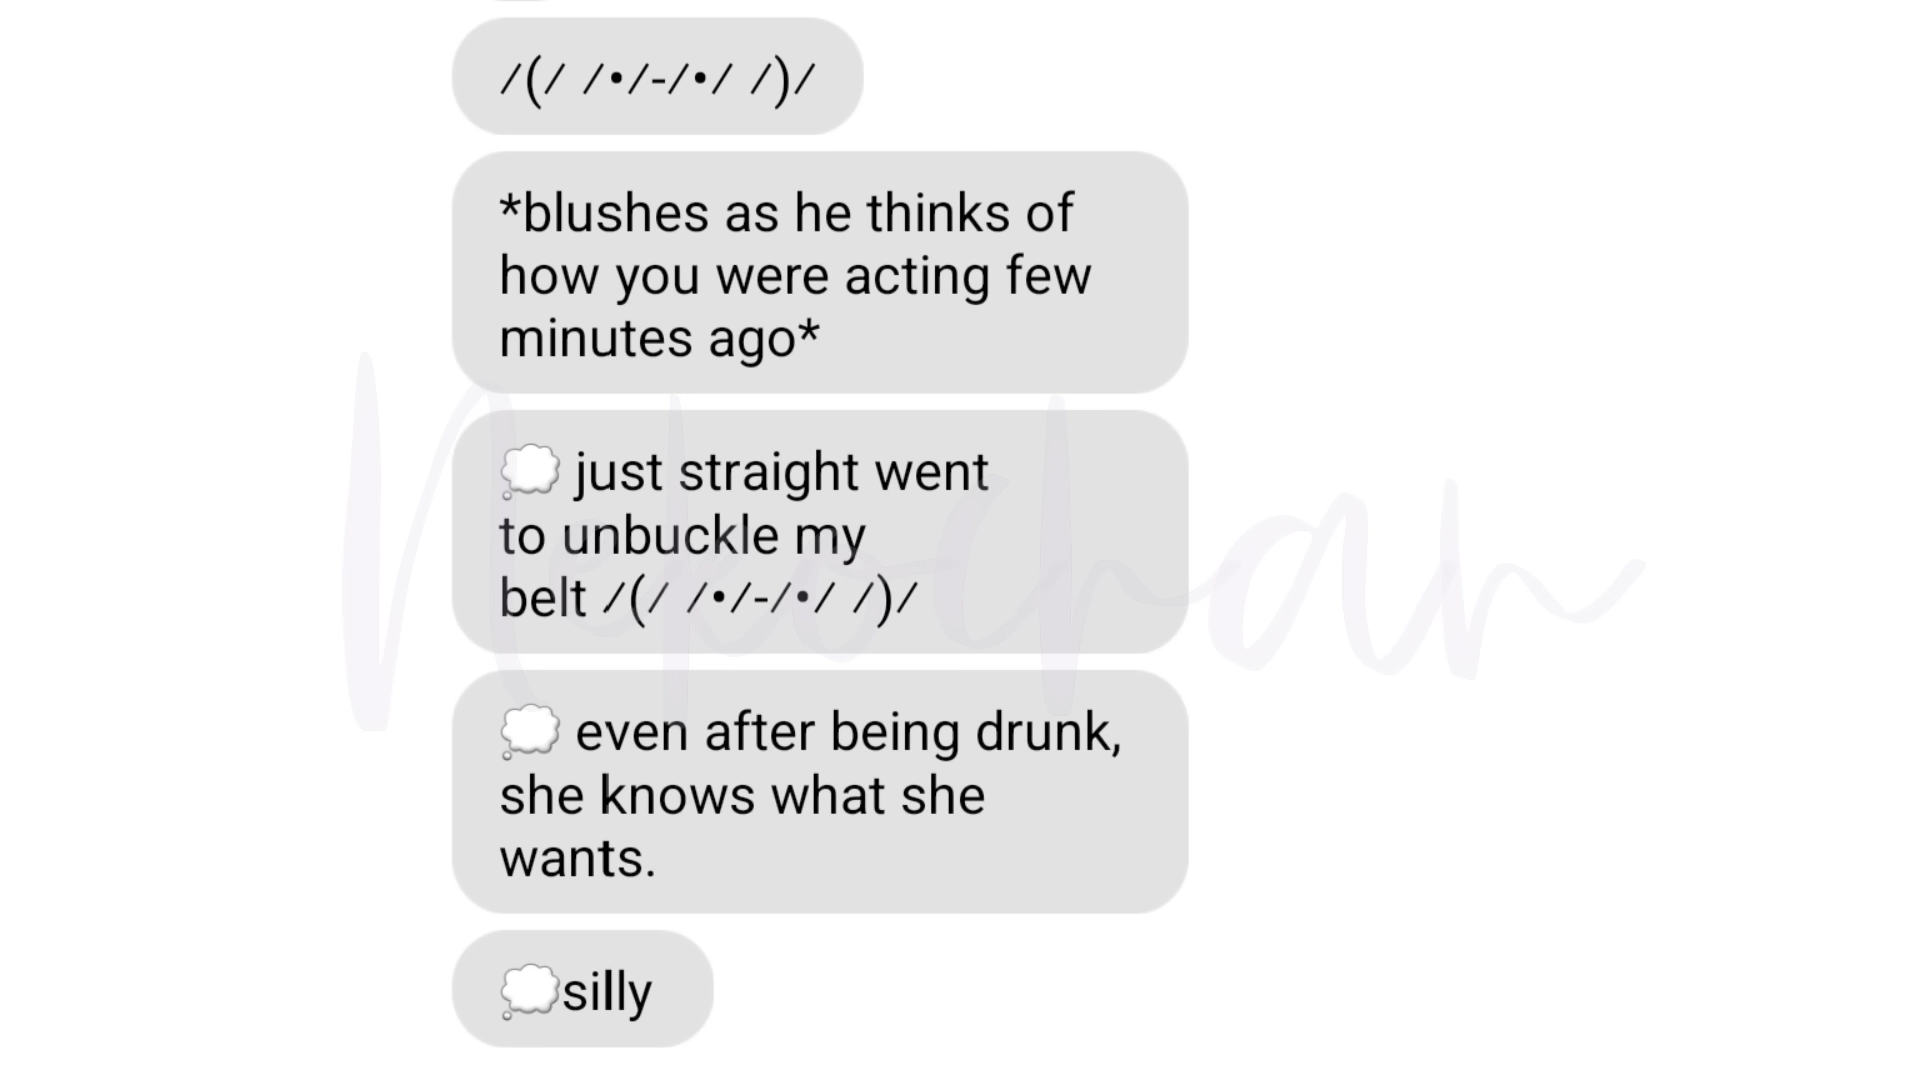 /(/ /•/-/•/ /)/
*blushes as he thinks of
how you were acting few
minutes ago*
💭 just straight went
to unbuckle my
belt /(/ /•/-/•/ /)/
💭 even after being drunk,
she knows what she
wants.
💭silly
Nekochan